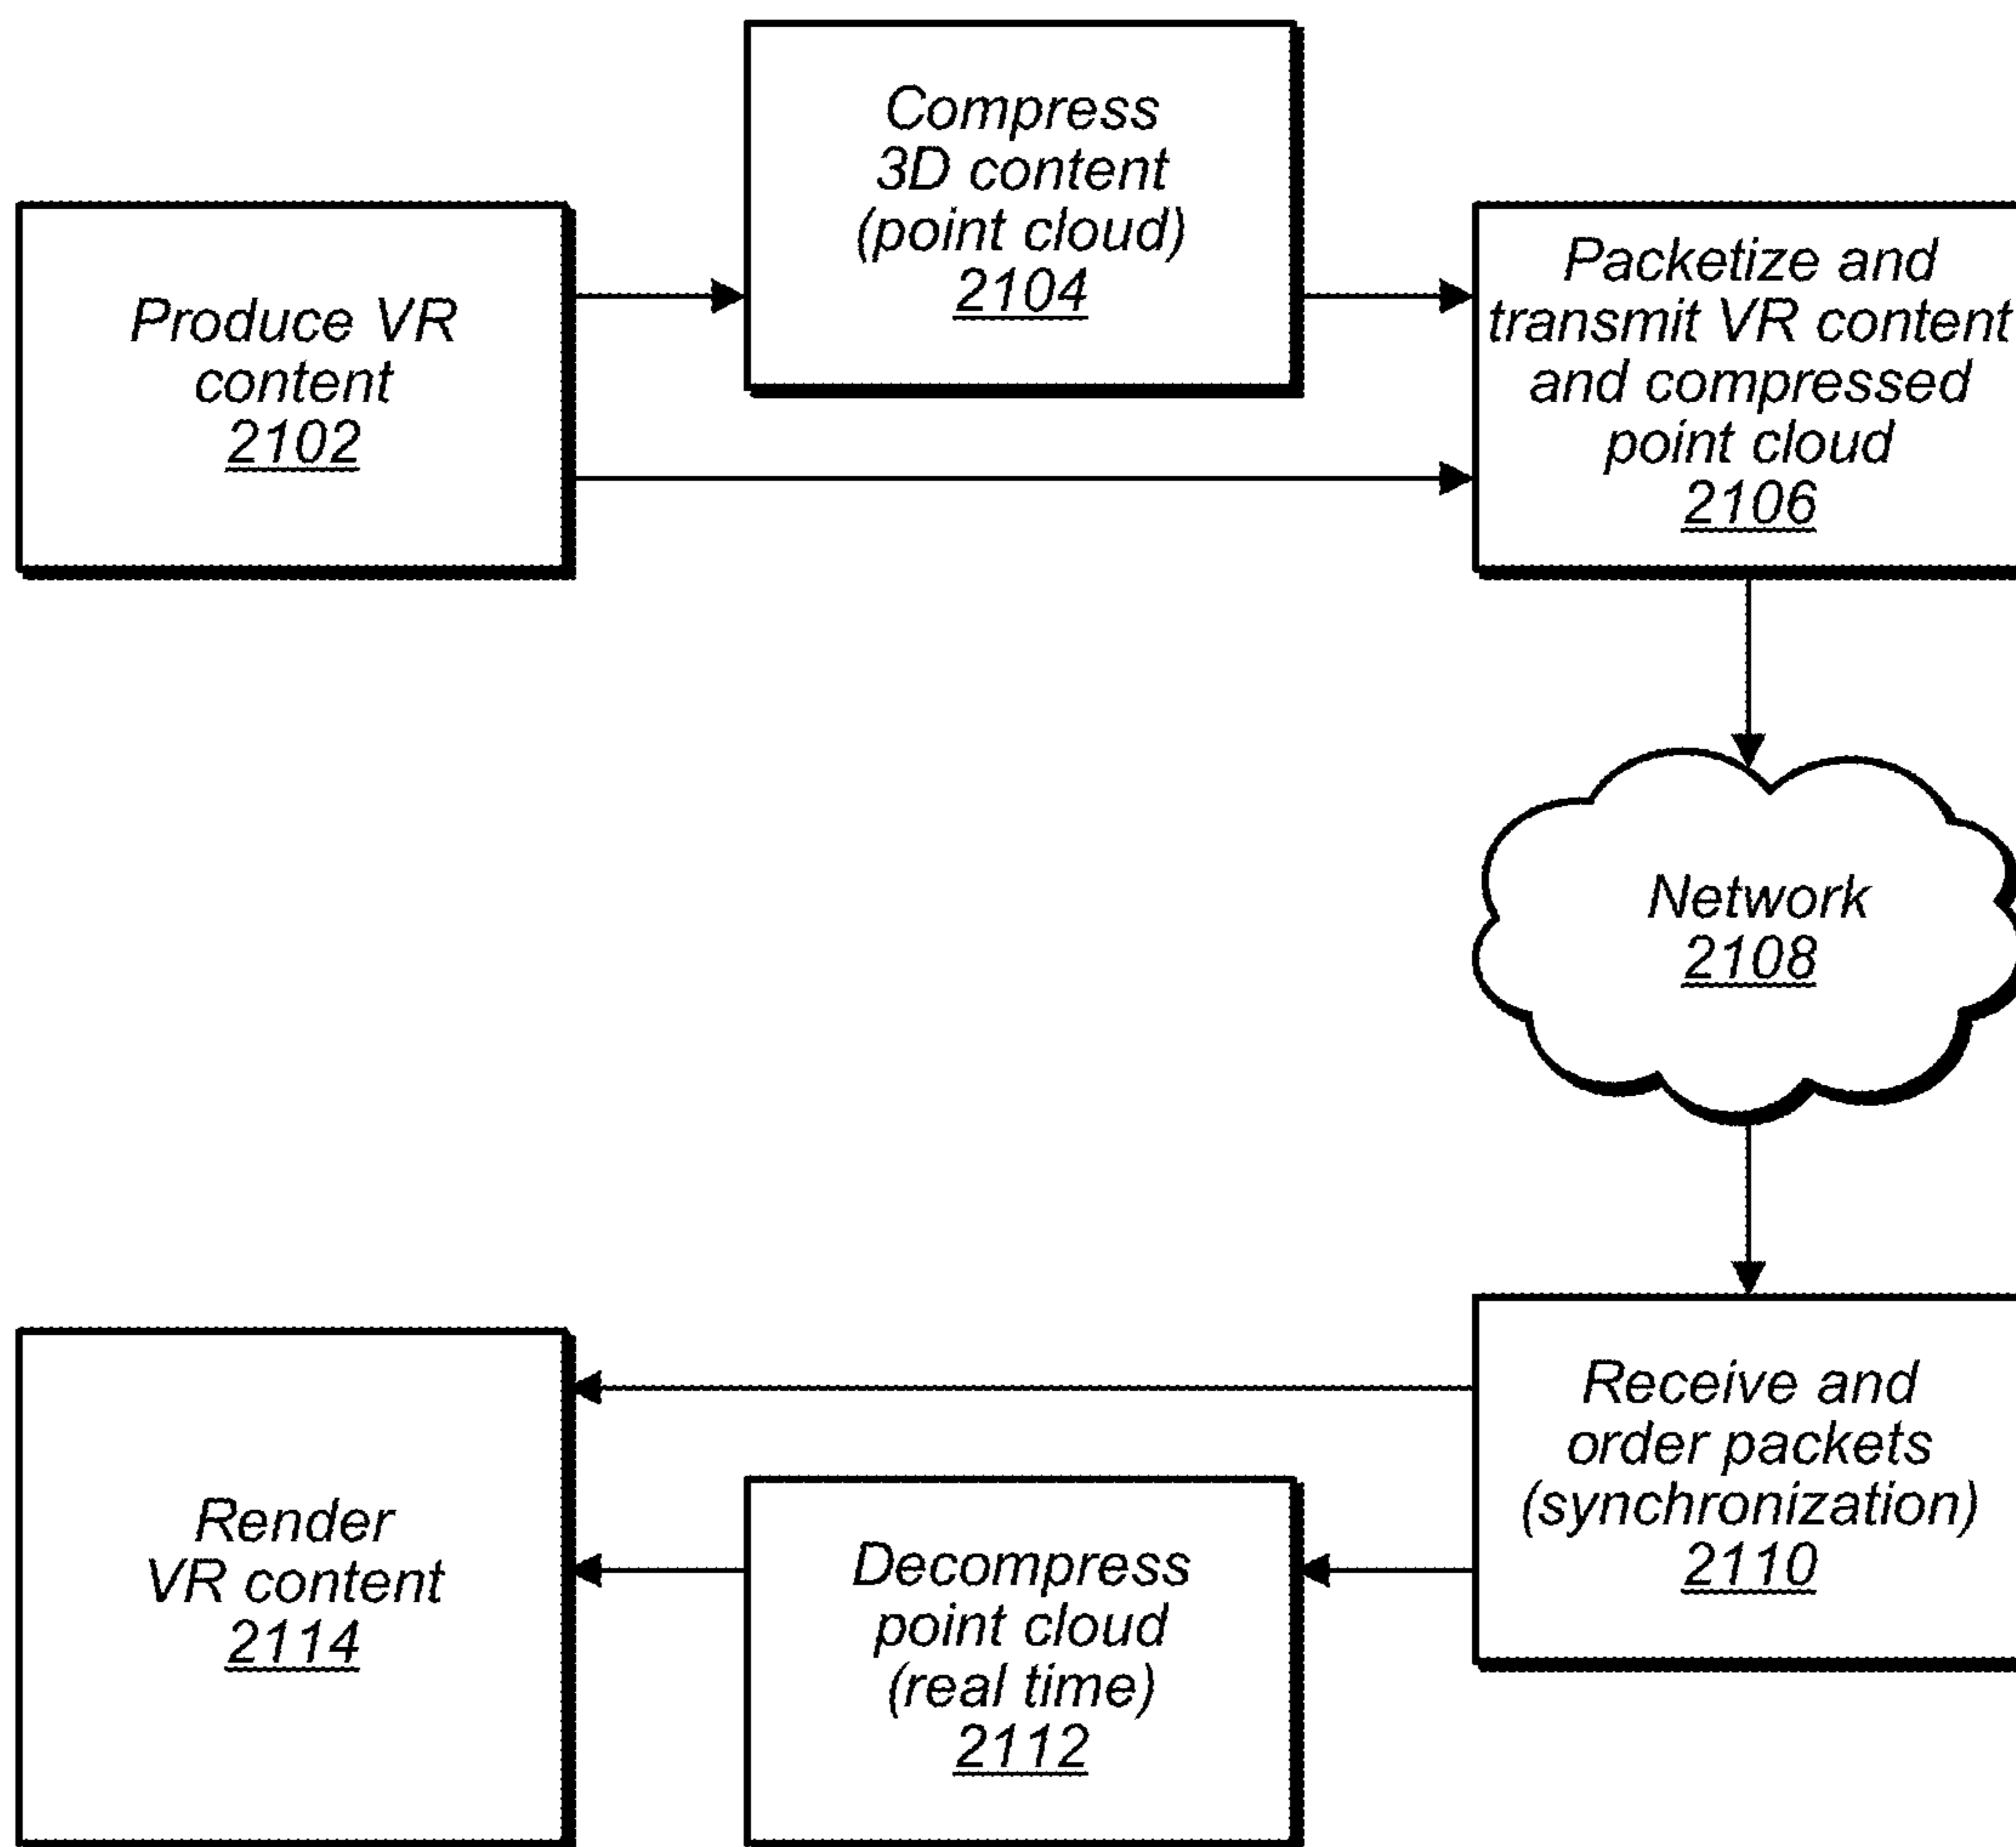 Compress
3D content
(point cloud)
2104
Produce VR
content
2102
Packetize and
transmit VR content
and compressed
point cloud
2106
Network
2108
Receive and
order packets
(synchronization)
2110
Decompress
point cloud
(real time)
2112
Render
VR content
2114